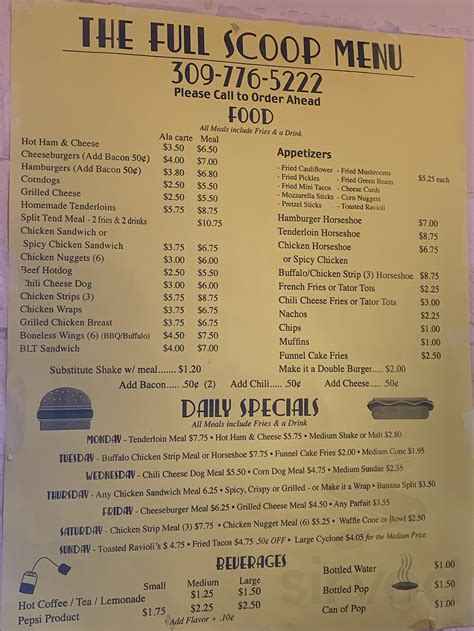 THE FULL SCOOP MENU
309-776-5222
Please Call to Order Ahead
FOOD
All Meals include Fries & a Drink
Ala carte Meal
Hot Ham & Cheese $3.50 $6.50
Cheeseburgers (Add Bacon 50¢) $4.00 $7.00
Hamburgers (Add Bacon 50¢) $3.80 $6.80
Corndogs $2.50 $5.50
Grilled Cheese $2.50 $5.50
Homemade Tenderloins $5.75 $8.75
Split Tend Meal - 2 fries & 2 drinks $10.75
Chicken Sandwich or
Spicy Chicken Sandwich $3.75 $6.75
Chicken Nuggets (6) $3.00 $6.00
Beef Hotdog $2.50 $5.50
Chili Cheese Dog $3.00 $6.00
Chicken Strips (3) $5.75 $8.75
Chicken Wraps $3.75 $6.75
Grilled Chicken Breast $3.75 $6.75
Boneless Wings (6) (BBQ/Buffalo) $4.50 $7.50
BLT Sandwich $4.00 $7.00
Appetizers
- Fried Cauliflower - Fried Mushrooms
- Fried Pickles - Fried Green Beans $5.25 each
- Fried Mini Tacos - Cheese Curds
- Mozzarella Sticks - Corn Nuggets
- Pretzel Sticks - Toasted Ravioli
Hamburger Horseshoe $7.00
Tenderloin Horseshoe $8.75
Chicken Horseshoe $6.75
or Spicy Chicken
Buffalo/Chicken Strip (3) Horseshoe $8.75
French Fries or Tator Tots $2.25
Chili Cheese Fries or Tator Tots $3.00
Nachos $2.25
Chips $1.00
Muffins $1.00
Funnel Cake Fries $2.50
Substitute Shake w/ meal...... $1.20
Make it a Double Burger..... $2.00
Add Bacon.....50¢ (2) Add Chili .....50¢ Add Cheese.....50¢
DAILY SPECIALS
All Meals include Fries & a Drink
MONDAY - Tenderloin Meal $7.75 • Hot Ham & Cheese $5.75 • Medium Shake or Malt $2.80
TUESDAY - Buffalo Chicken Strip Meal or Horseshoe $7.75 • Funnel Cake Fries $2.00 • Medium Cone $1.95
WEDNESDAY - Chili Cheese Dog Meal $5.50 • Corn Dog Meal $4.75 • Medium Sundae $2.35
THURSDAY - Any Chicken Sandwich Meal 6.25 • Spicy, Crispy or Grilled - or Make it a Wrap • Banana Split $3.50
FRIDAY - Cheeseburger Meal $6.25 • Grilled Cheese Meal $4.50 • Any Parfait $3.55
SATURDAY - Chicken Strip Meal (3) $7.75 • Chicken Nugget Meal (6) $5.25 • Waffle Cone or Bowl $2.50
SUNDAY - Toasted Ravioli's $ 4.75 • Fried Tacos $4.75 .50¢ OFF • Large Cyclone $4.05 for the Medium Price
BEVERAGES
Small Medium Large
Hot Coffee / Tea / Lemonade $1.25 $1.50
Pepsi Product $1.75 $2.25 $2.50
Add Flavor + .10¢
Bottled Water $1.00
Bottled Pop $1.50
Can of Pop $1.00